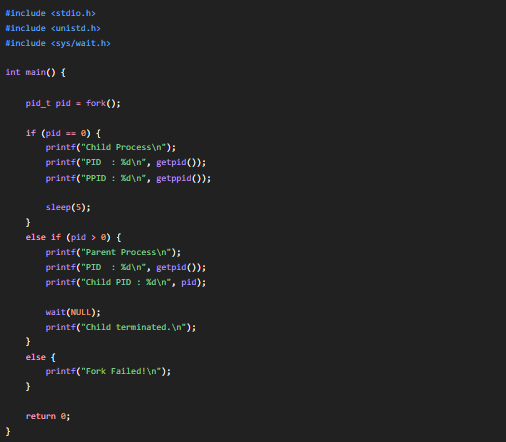 #include <stdio.h>
#include <unistd.h>
#include <sys/wait.h>
int main() {
pid_t pid = fork();
if (pid == 0) {
printf("Child Process\n");
printf("PID  : %d\n", getpid());
printf("PPID : %d\n", getppid());
sleep(5);
}
else if (pid > 0) {
printf("Parent Process\n");
printf("PID  : %d\n", getpid());
printf("Child PID : %d\n", pid);
wait(NULL);
printf("Child terminated.\n");
}
else {
printf("Fork Failed!\n");
}
return 0;
}